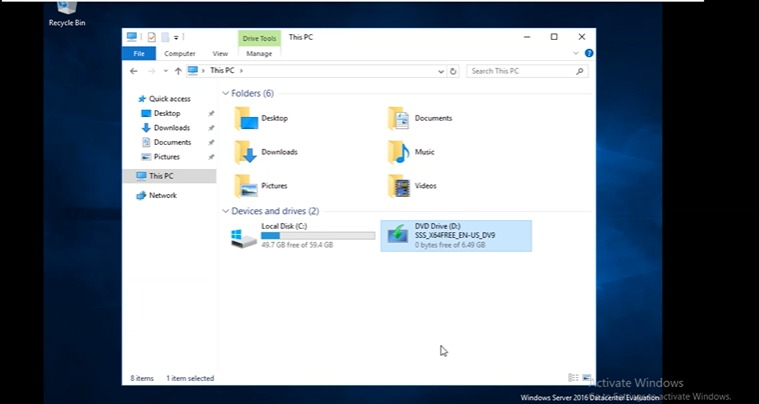 Recycle Bin
Drive Tools
This PC
File
Computer
View
Manage
This PC
Search This PC
Quick access
Desktop
Downloads
Documents
Pictures
This PC
Network
Folders (6)
Desktop
Documents
Downloads
Music
Pictures
Videos
Devices and drives (2)
Local Disk (C:)
49.7 GB free of 59.4 GB
DVD Drive (D:)
SSS_X64FREE_EN-US_DV9
0 bytes free of 6.49 GB
8 items
1 item selected
Activate Windows
activate Windows.
Windows Server 2016 Datacenter Evaluation